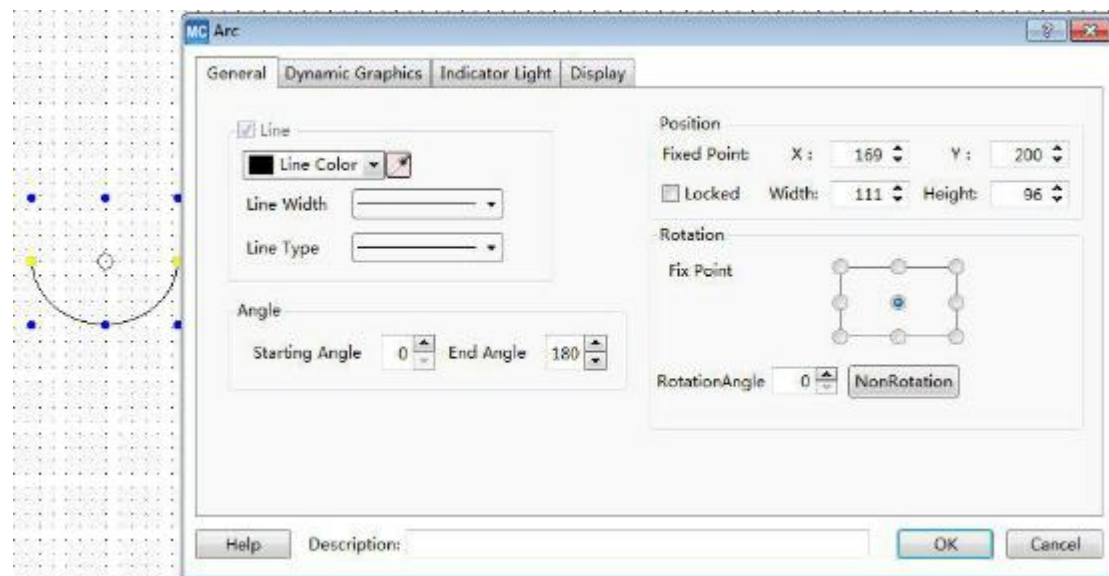 MC Arc
General Dynamic Graphics Indicator Light Display
Line
Line Color
Line Width
Line Type
Angle
Starting Angle 0 End Angle 180
Position
Fixed Point: X : 169 Y : 200
Locked Width: 111 Height: 96
Rotation
Fix Point
RotationAngle 0 NonRotation
Help Description: OK Cancel